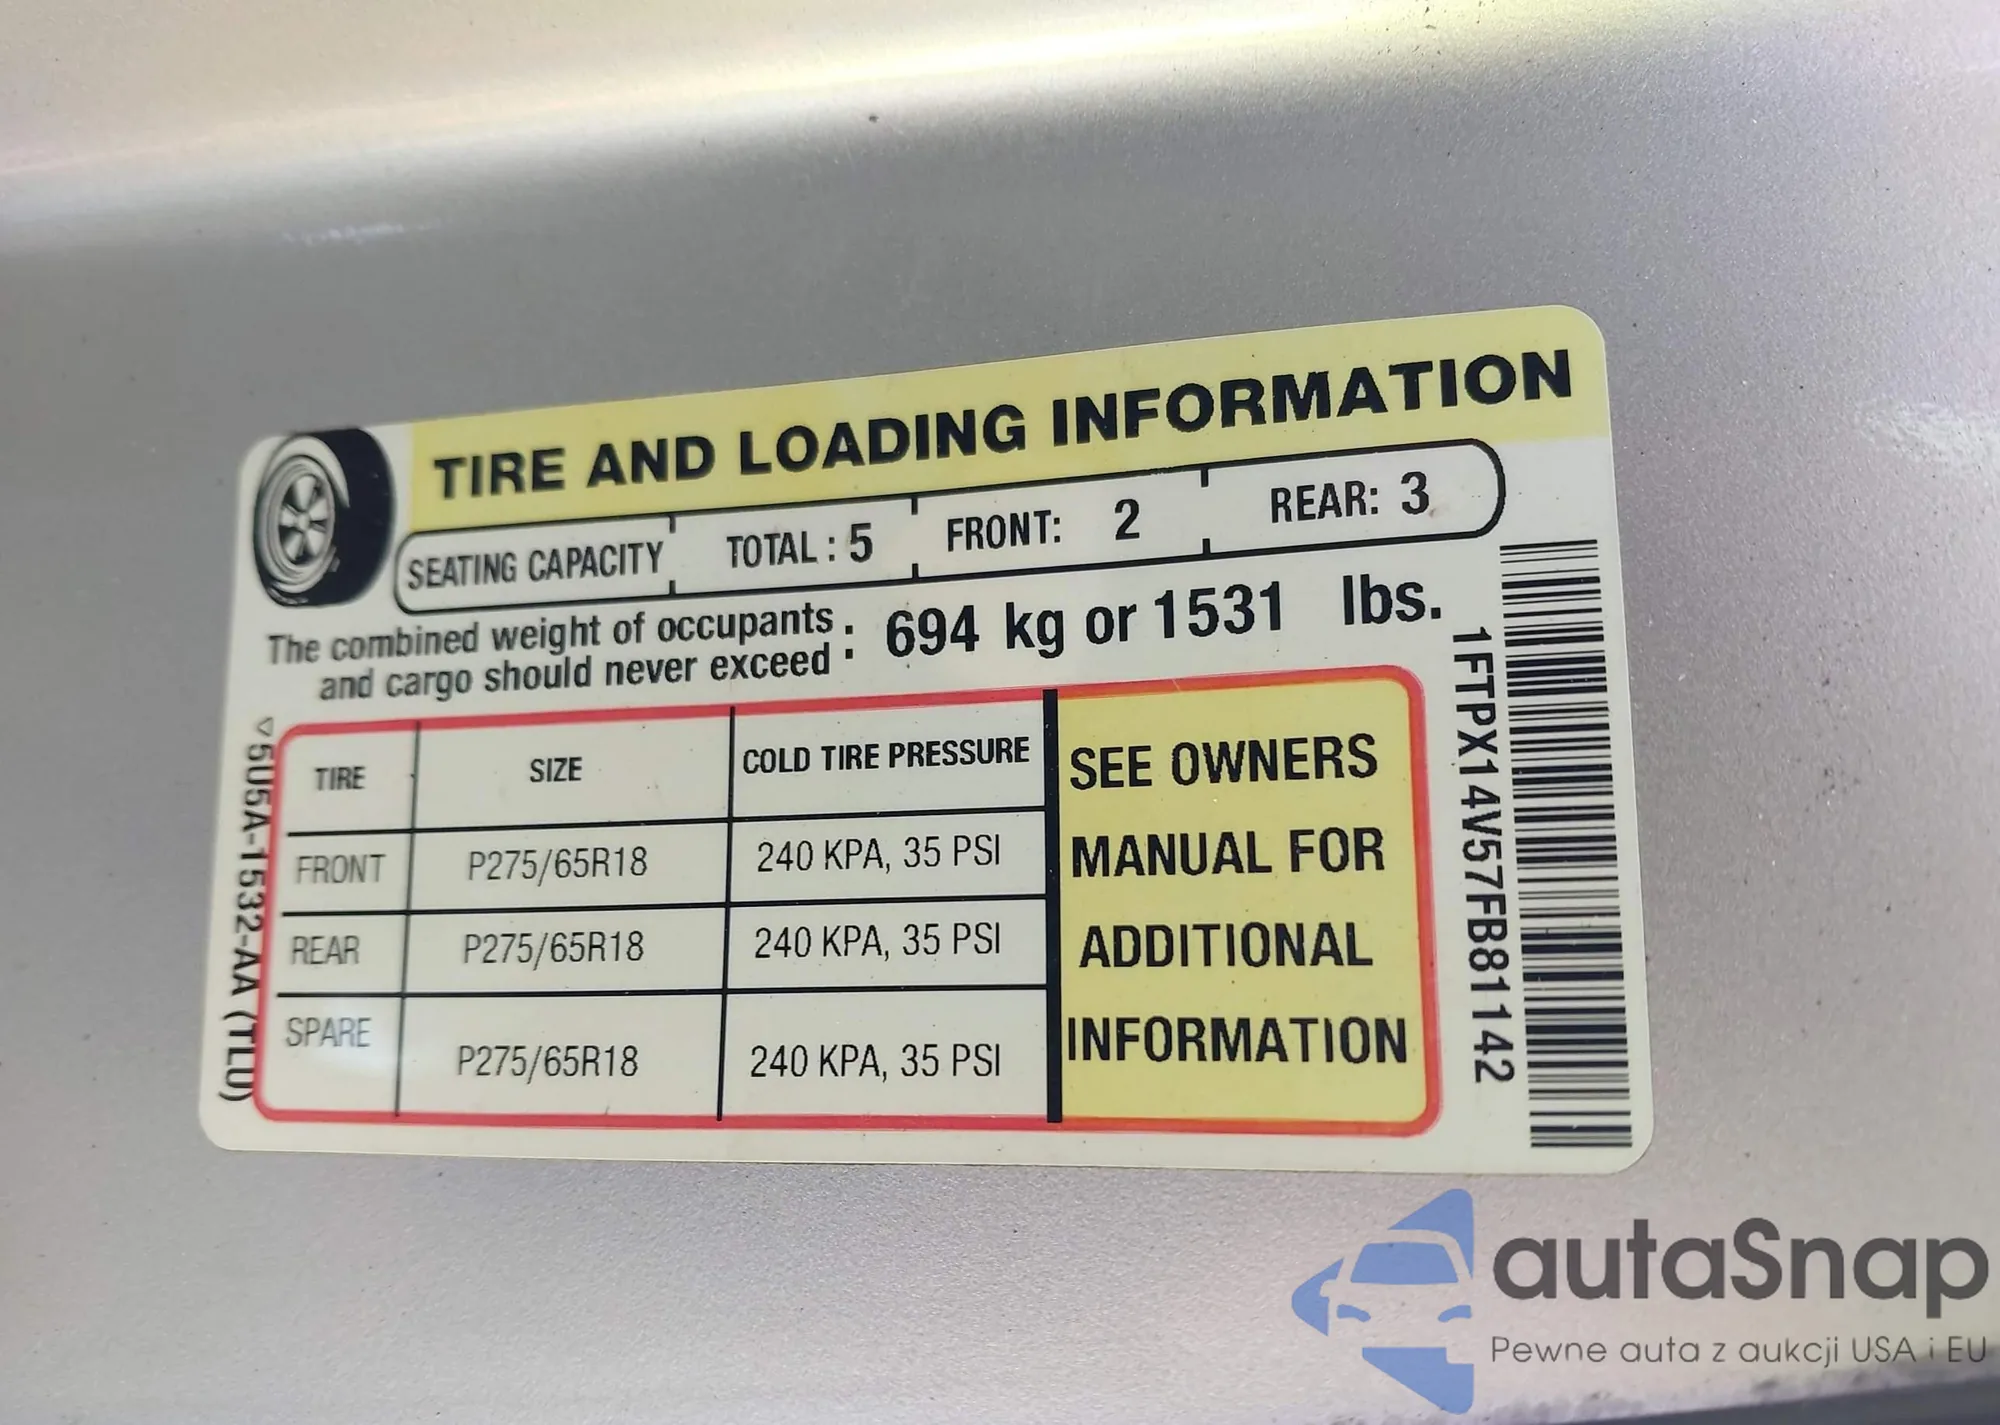 TIRE AND LOADING INFORMATION
SEATING CAPACITY TOTAL : 5 FRONT: 2 REAR: 3
The combined weight of occupants
and cargo should never exceed : 694 kg or 1531 lbs.
TIRE SIZE COLD TIRE PRESSURE
FRONT P275/65R18 240 KPA, 35 PSI
REAR P275/65R18 240 KPA, 35 PSI
SPARE P275/65R18 240 KPA, 35 PSI
SEE OWNERS
MANUAL FOR
ADDITIONAL
INFORMATION
5U5A-1532-AA (TLU)
1FTPX14V57FB81142
autaSnap
Pewne auta z aukcji USA i EU